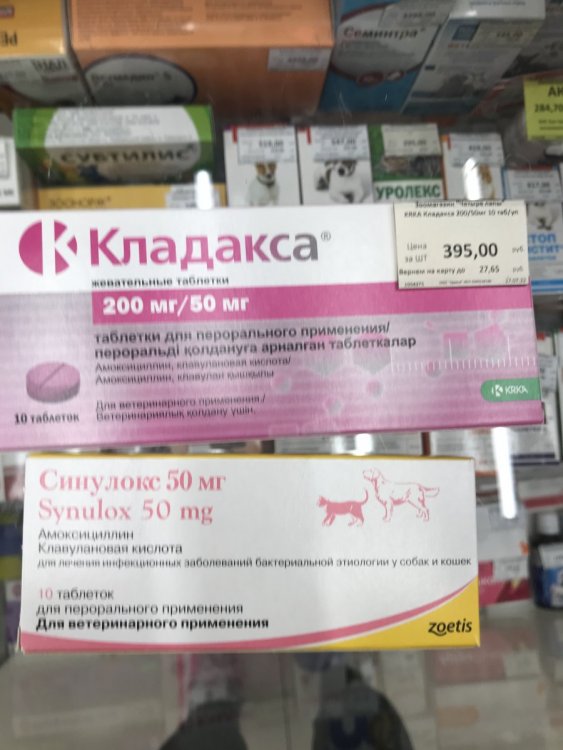 Семинтра
СУБТИЛИС
УРОЛЕКС
284,70
Кладакса®
жевательные таблетки
200 мг/50 мг
таблетки для перорального применения/
пероральді қолдануға арналған таблеткалар
Амоксициллин, клавулановая кислота/
Амоксициллин, клавулан қышқылы
Для ветеринарного применения/
Ветеринариялық қолдану үшін.
10 таблеток
KRKA
Зоомагазин "Четыре лапы"
KRKA Кладакса 200/50мг 10 таб/уп
Цена
за ШТ
395,00
руб
Вернем на карту до
27,65
руб
Синулокс 50 мг
Synulox 50 mg
Амоксициллин
Клавулановая кислота
для лечения инфекционных заболеваний бактериальной этиологии у собак и кошек
10 таблеток
для перорального применения
Для ветеринарного применения
zoetis